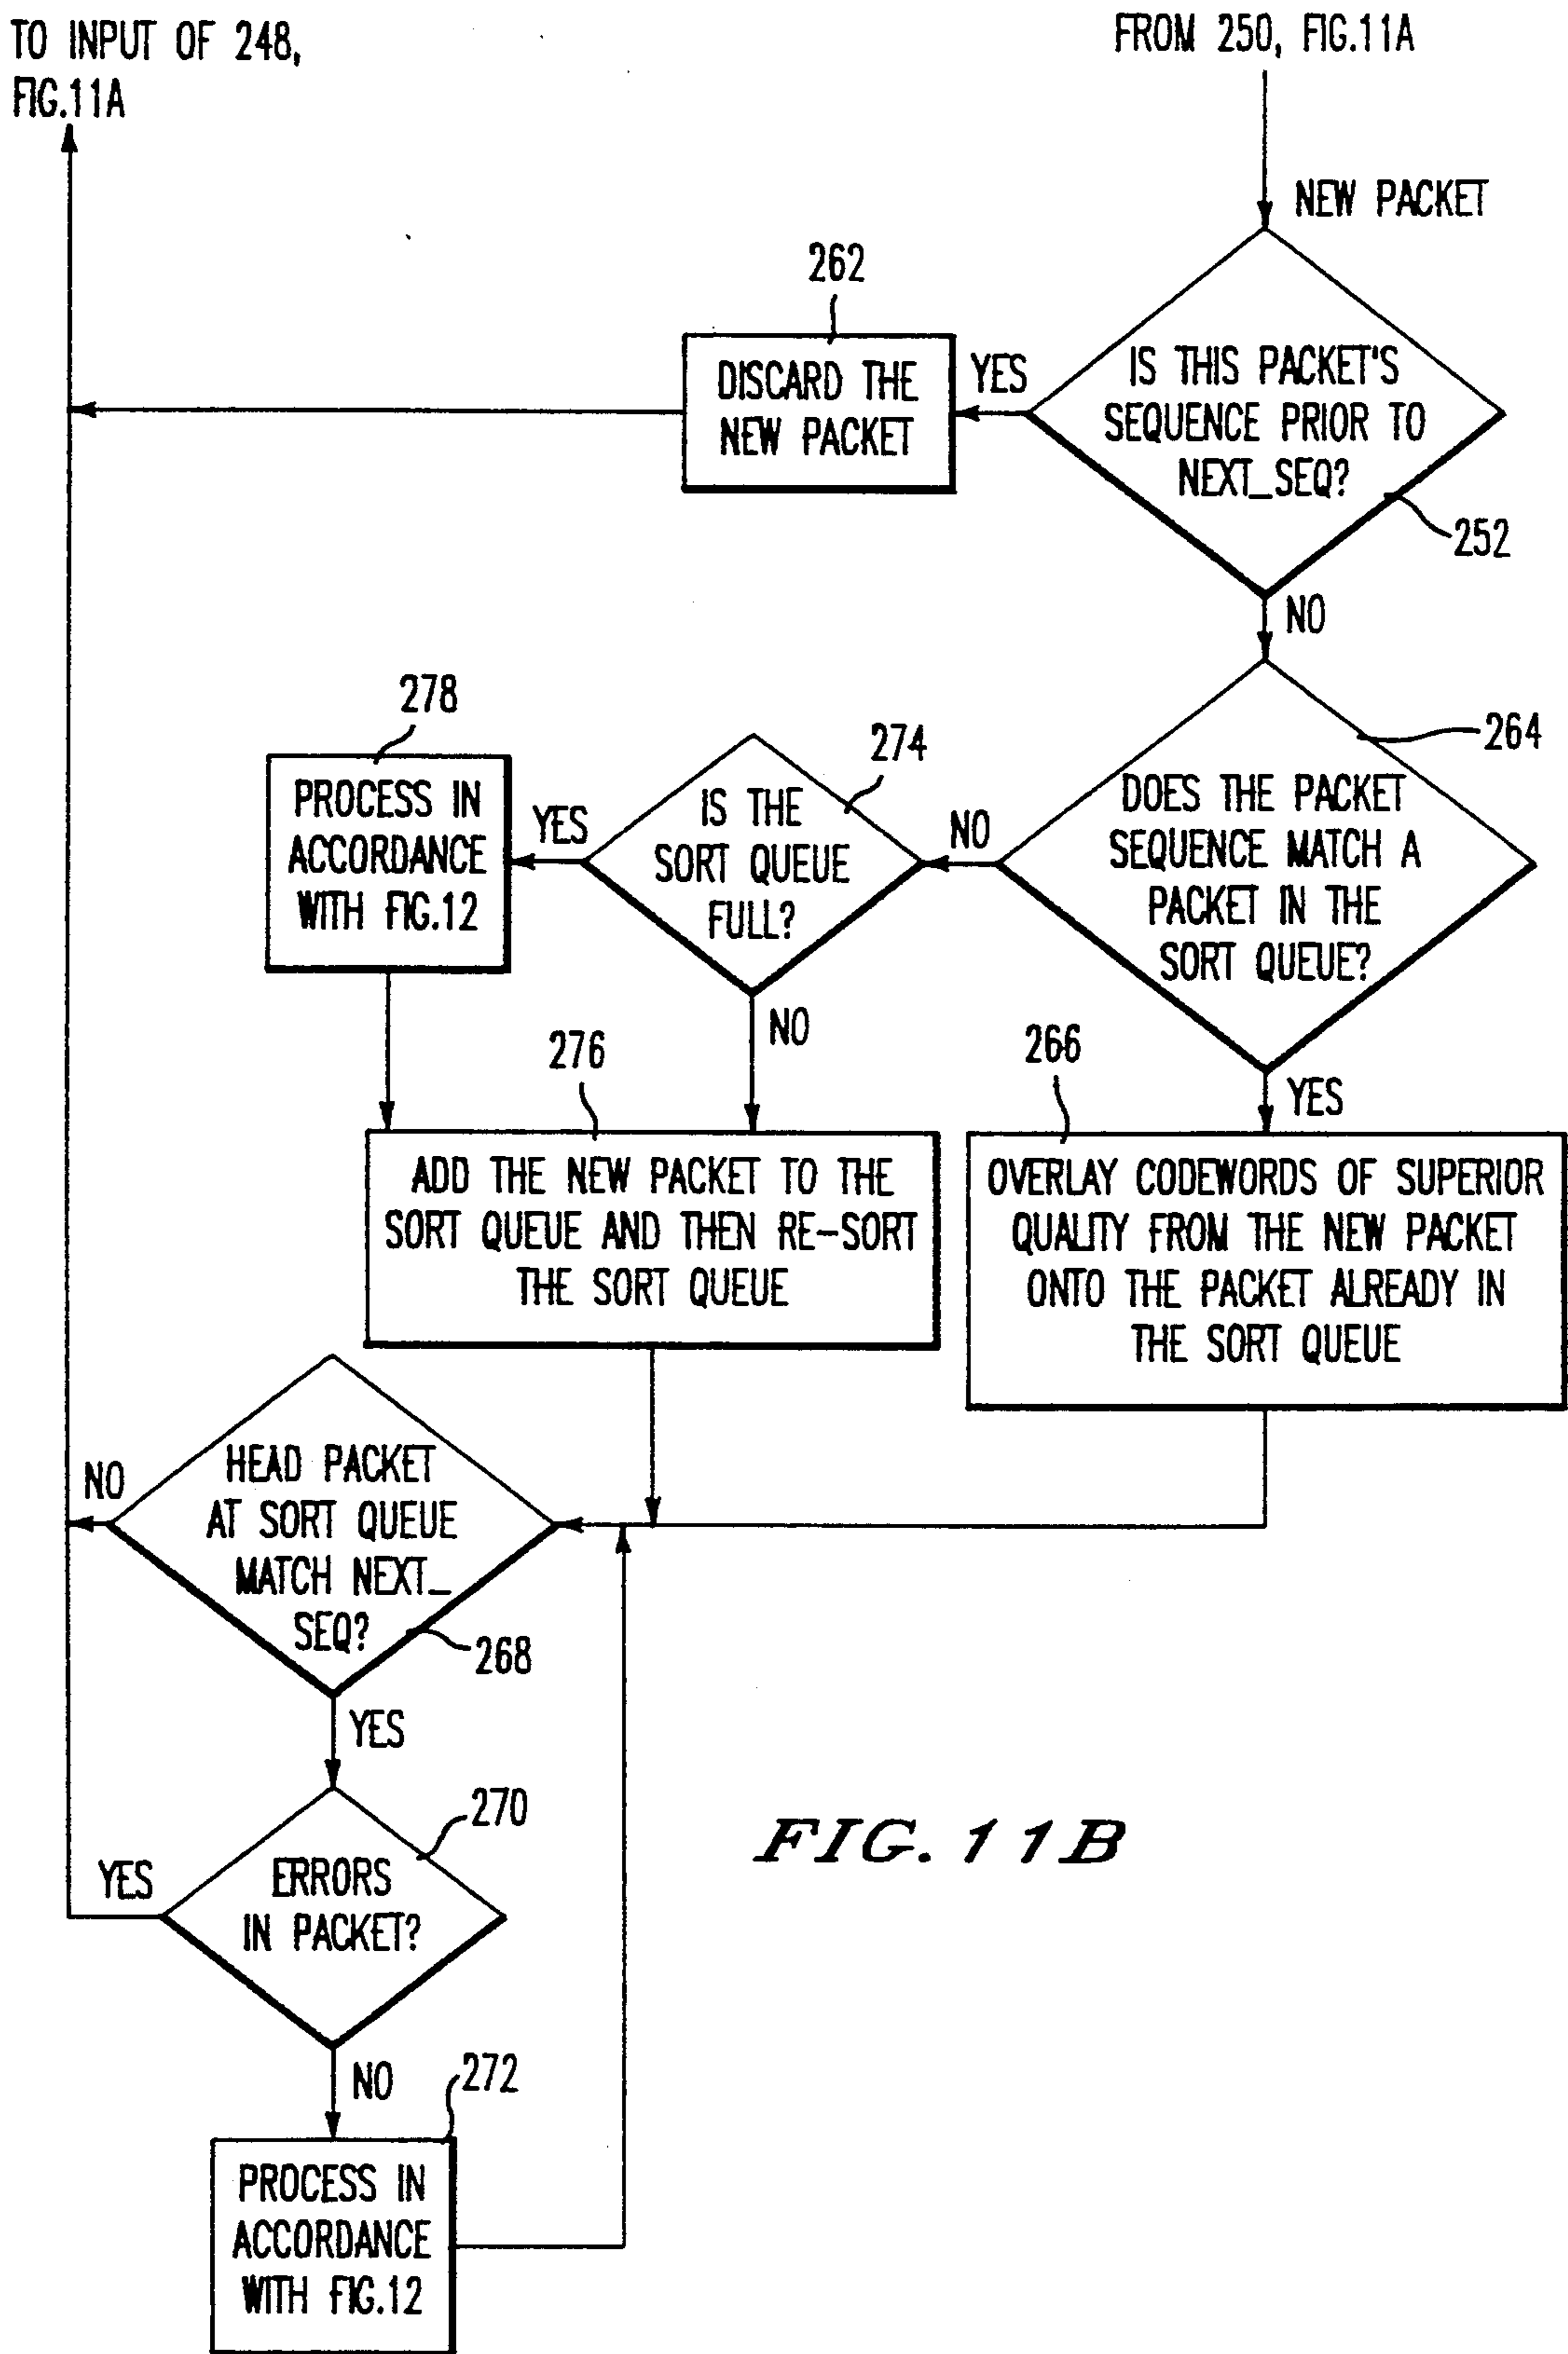 TO INPUT OF 248,
FIG.11A
FROM 250, FIG.11A
NEW PACKET
262
DISCARD THE
NEW PACKET
YES
IS THIS PACKET'S
SEQUENCE PRIOR TO
NEXT_SEQ?
252
NO
278
PROCESS IN
ACCORDANCE
WITH FIG.12
YES
274
IS THE
SORT QUEUE
FULL?
NO
264
DOES THE PACKET
SEQUENCE MATCH A
PACKET IN THE
SORT QUEUE?
NO
276
266
YES
ADD THE NEW PACKET TO THE
SORT QUEUE AND THEN RE-SORT
THE SORT QUEUE
OVERLAY CODEWORDS OF SUPERIOR
QUALITY FROM THE NEW PACKET
ONTO THE PACKET ALREADY IN
THE SORT QUEUE
NO
HEAD PACKET
AT SORT QUEUE
MATCH NEXT_
SEQ?
268
YES
270
YES
ERRORS
IN PACKET?
FIG. 11B
NO
272
PROCESS IN
ACCORDANCE
WITH FIG.12